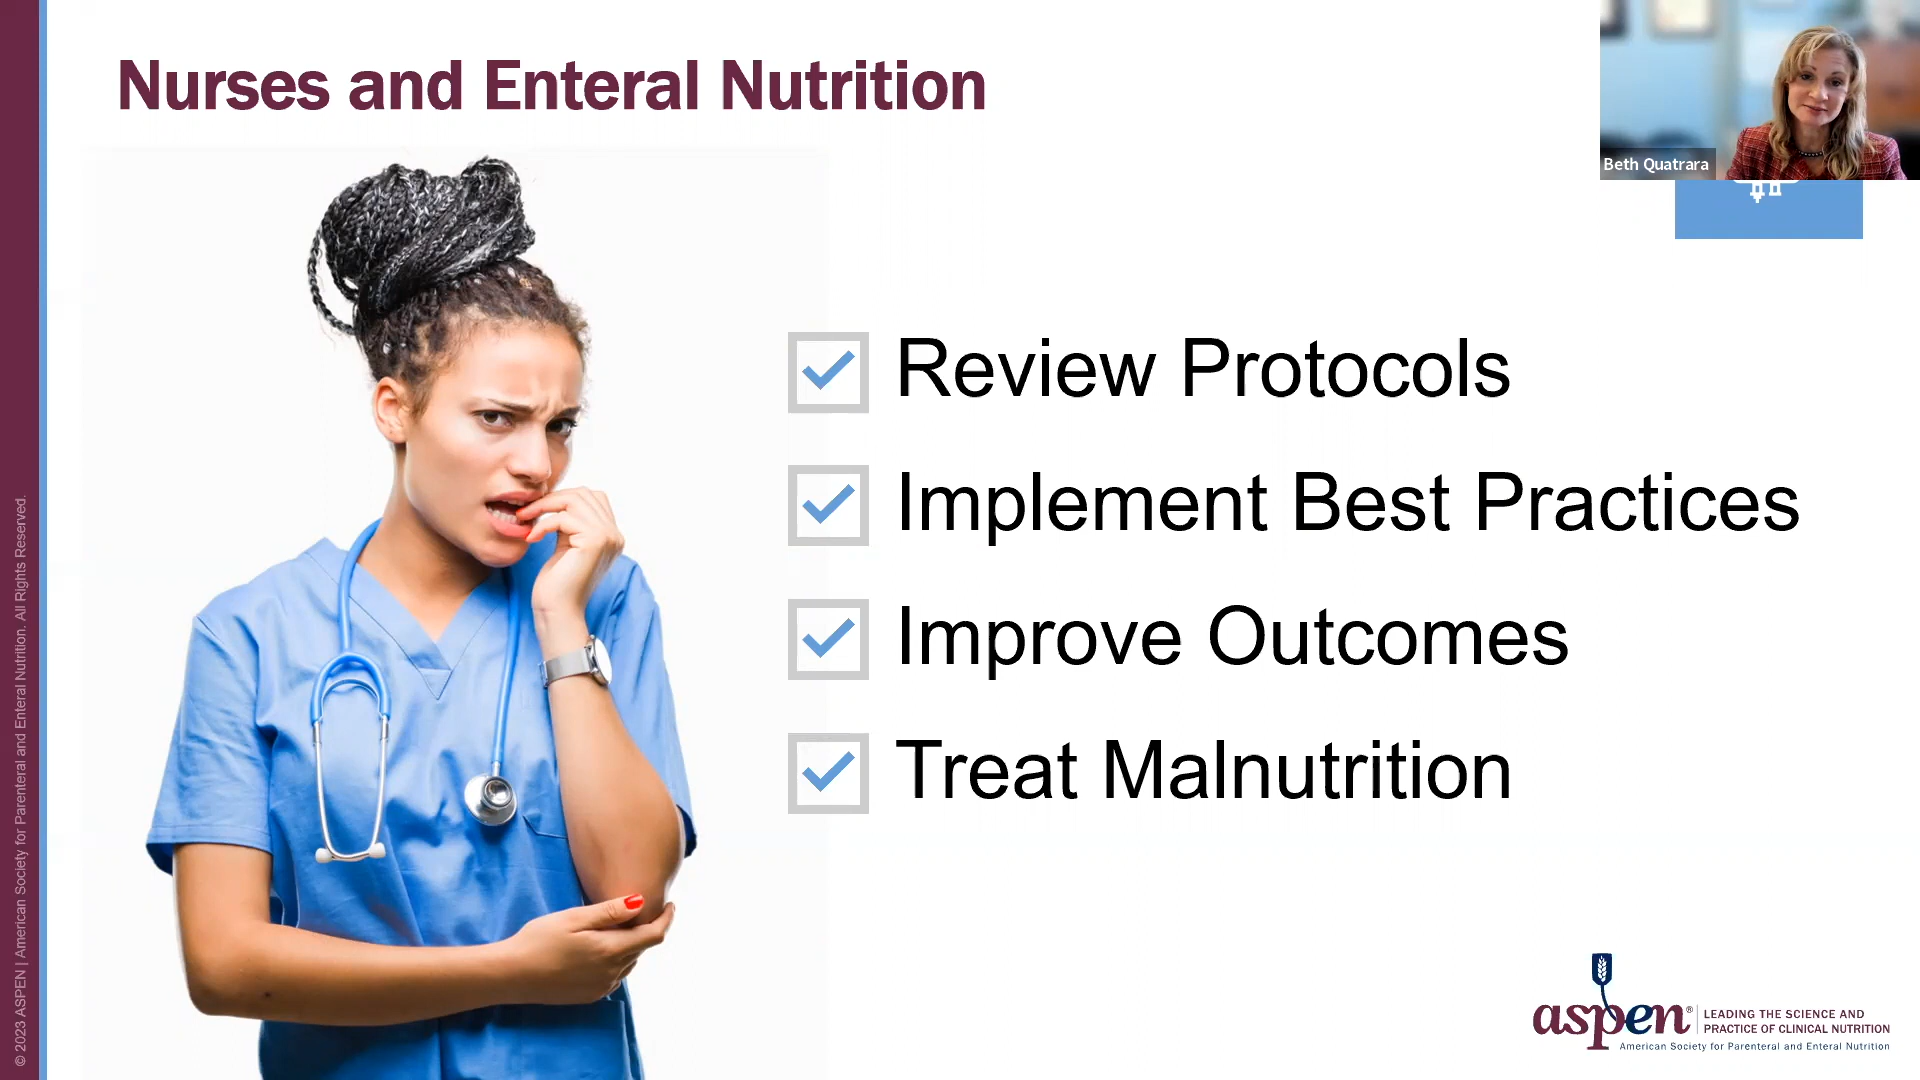 Nurses and Enteral Nutrition
Beth Quatrara
Review Protocols
Implement Best Practices
Improve Outcomes
Treat Malnutrition
© 2023 ASPEN | American Society for Parenteral and Enteral Nutrition. All Rights Reserved.
aspen®
LEADING THE SCIENCE AND
PRACTICE OF CLINICAL NUTRITION
American Society for Parenteral and Enteral Nutrition